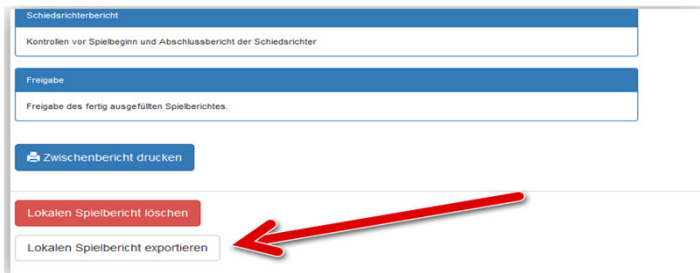 Schiedsrichterbericht
Kontrollen vor Spielbeginn und Abschlussbericht der Schiedsrichter
Freigabe
Freigabe des fertig ausgefüllten Spielberichtes.
Zwischenbericht drucken
Lokalen Spielbericht löschen
Lokalen Spielbericht exportieren